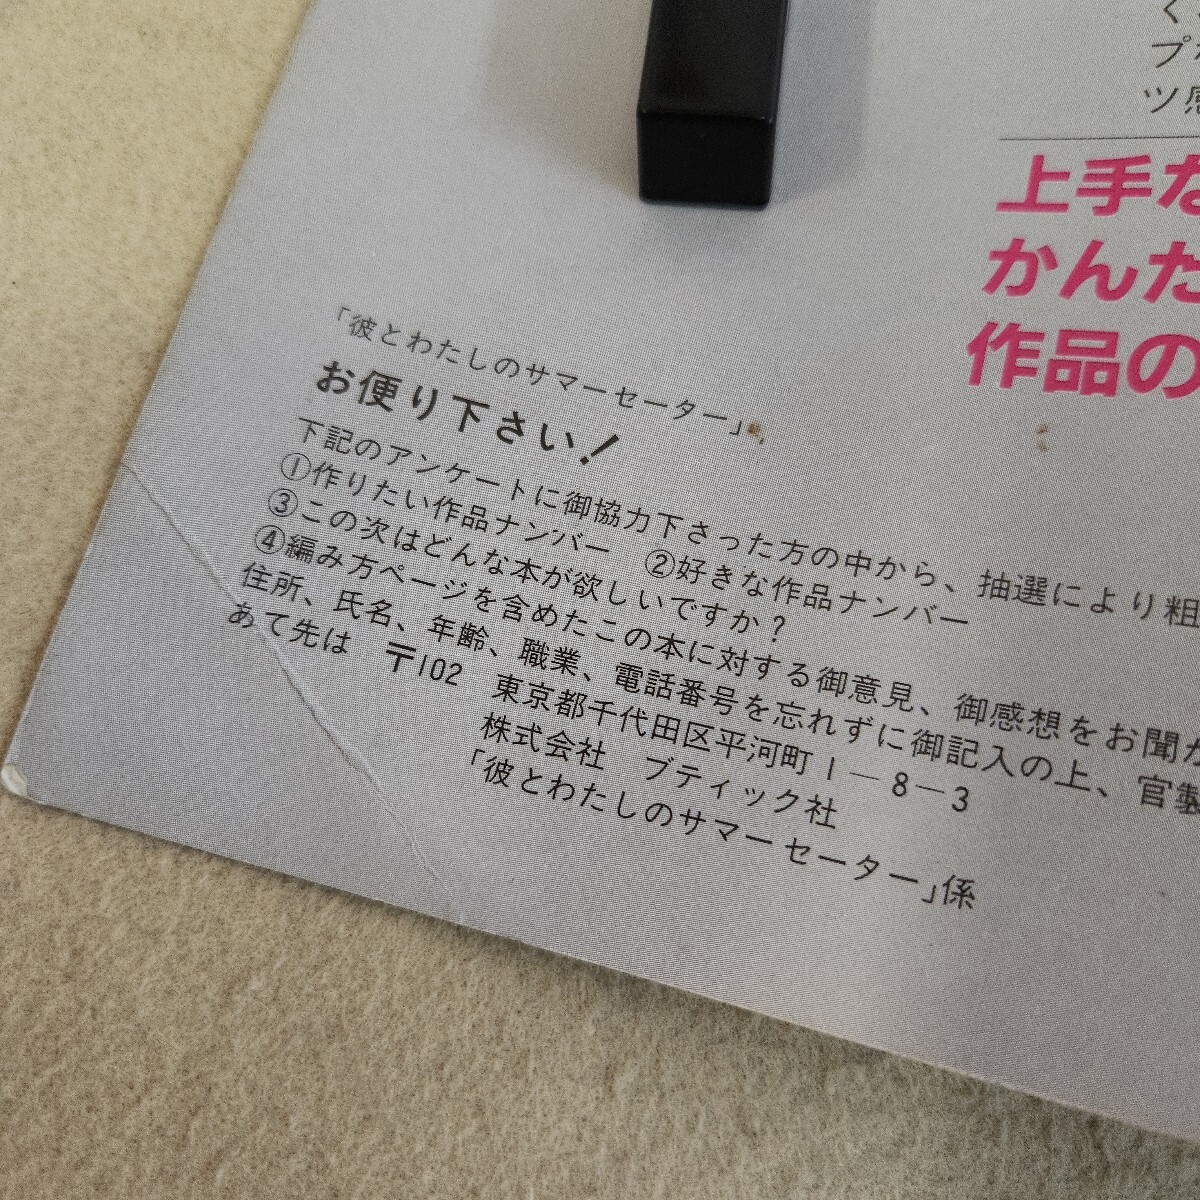 く
プ
ツ感
上手な
かんた
作品の
「彼とわたしのサマーセーター」
お便り下さい!
下記のアンケートに御協力下さった方の中から、抽選により粗
①作りたい作品ナンバー ②好きな作品ナンバー
③この次はどんな本が欲しいですか?
④編み方ページを含めたこの本に対する御意見、御感想をお聞か
住所、氏名、年齢、職業、電話番号を忘れずに御記入の上、官製
あて先は 〒102 東京都千代田区平河町1-8-3
株式会社 ブティック社
「彼とわたしのサマーセーター」係